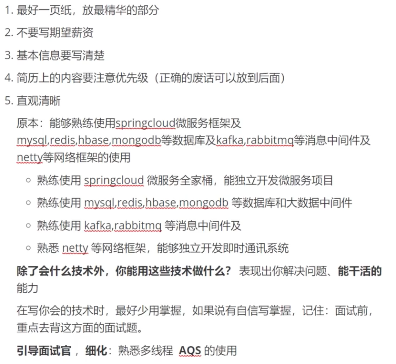 1. 最好一页纸，放最精华的部分
2. 不要写期望薪资
3. 基本信息要写清楚
4. 简历上的内容要注意优先级（正确的废话可以放到后面）
5. 直观清晰
原本：能够熟练使用springcloud微服务框架及
mysql,redis,hbase,mongodb等数据库及kafka,rabbitmq等消息中间件及
netty等网络框架的使用
○ 熟练使用 springcloud 微服务全家桶，能独立开发微服务项目
○ 熟练使用 mysql,redis,hbase,mongodb 等数据库和大数据中间件
○ 熟练使用 kafka,rabbitmq 等消息中间件及
○ 熟悉 netty 等网络框架，能够独立开发即时通讯系统
除了会什么技术外，你能用这些技术做什么？ 表现出你解决问题、能干活的
能力
在写你会的技术时，最好少用掌握，如果说有自信写掌握，记住：面试前，
重点去背这方面的面试题。
引导面试官 ，细化：熟悉多线程 AQS 的使用